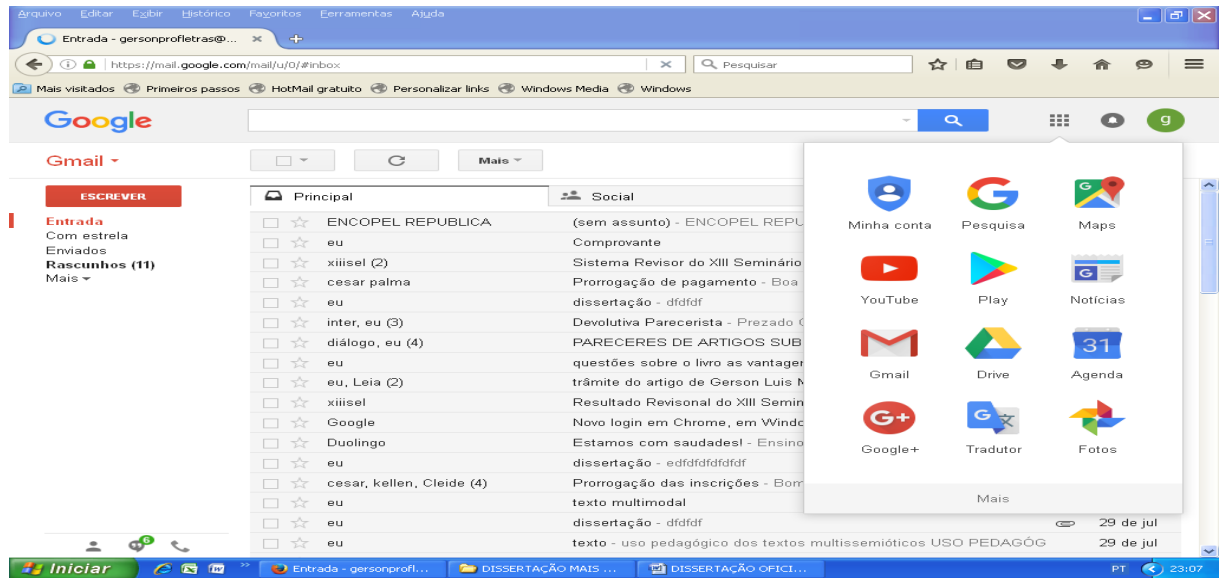 Arquivo Editar Exibir Histórico Favoritos Ferramentas Ajuda
Entrada - gersonprofletras@...
https://mail.google.com/mail/u/0/#inbox Pesquisar
Mais visitados Primeiros passos HotMail gratuito Personalizar links Windows Media Windows
Google g
Gmail Mais
ESCREVER
Entrada
Com estrela
Enviados
Rascunhos (11)
Mais
6
Principal Social
ENCOPEL REPUBLICA (sem assunto) - ENCOPEL REPU
eu Comprovante
xiiisel (2) Sistema Revisor do XIII Seminário
cesar palma Prorrogação de pagamento - Boa
eu dissertação - dfdfdf
inter, eu (3) Devolutiva Parecerista - Prezado
diálogo, eu (4) PARECERES DE ARTIGOS SUB
eu questões sobre o livro as vantager
eu, Leia (2) trâmite do artigo de Gerson Luis
xiiisel Resultado Revisonal do XIII Semin
Google Novo login em Chrome, em Windo
Duolingo Estamos com saudades! - Ensino
eu dissertação - edfdfdfdfdfdf
cesar, kellen, Cleide (4) Prorrogação das inscrições - Bom
eu texto multimodal
eu dissertação - dfdfdf 29 de jul
eu texto - uso pedagógico dos textos multissemióticos USO PEDAGÓG 29 de jul
Minha conta Pesquisa Maps
YouTube Play Notícias
31
Gmail Drive Agenda
G+
Google+ Tradutor Fotos
Mais
Iniciar Entrada - gersonprofl... DISSERTAÇÃO MAIS ... DISSERTAÇÃO OFICI... PT 23:07